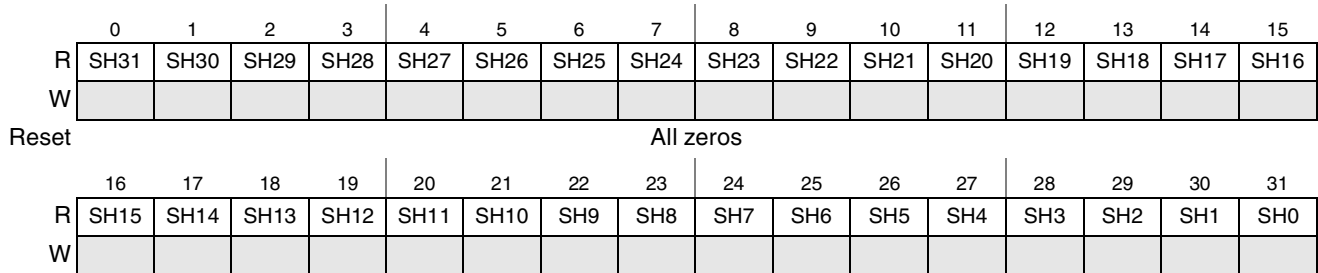 0 1 2 3 4 5 6 7 8 9 10 11 12 13 14 15
R SH31 SH30 SH29 SH28 SH27 SH26 SH25 SH24 SH23 SH22 SH21 SH20 SH19 SH18 SH17 SH16
W
Reset All zeros
16 17 18 19 20 21 22 23 24 25 26 27 28 29 30 31
R SH15 SH14 SH13 SH12 SH11 SH10 SH9 SH8 SH7 SH6 SH5 SH4 SH3 SH2 SH1 SH0
W